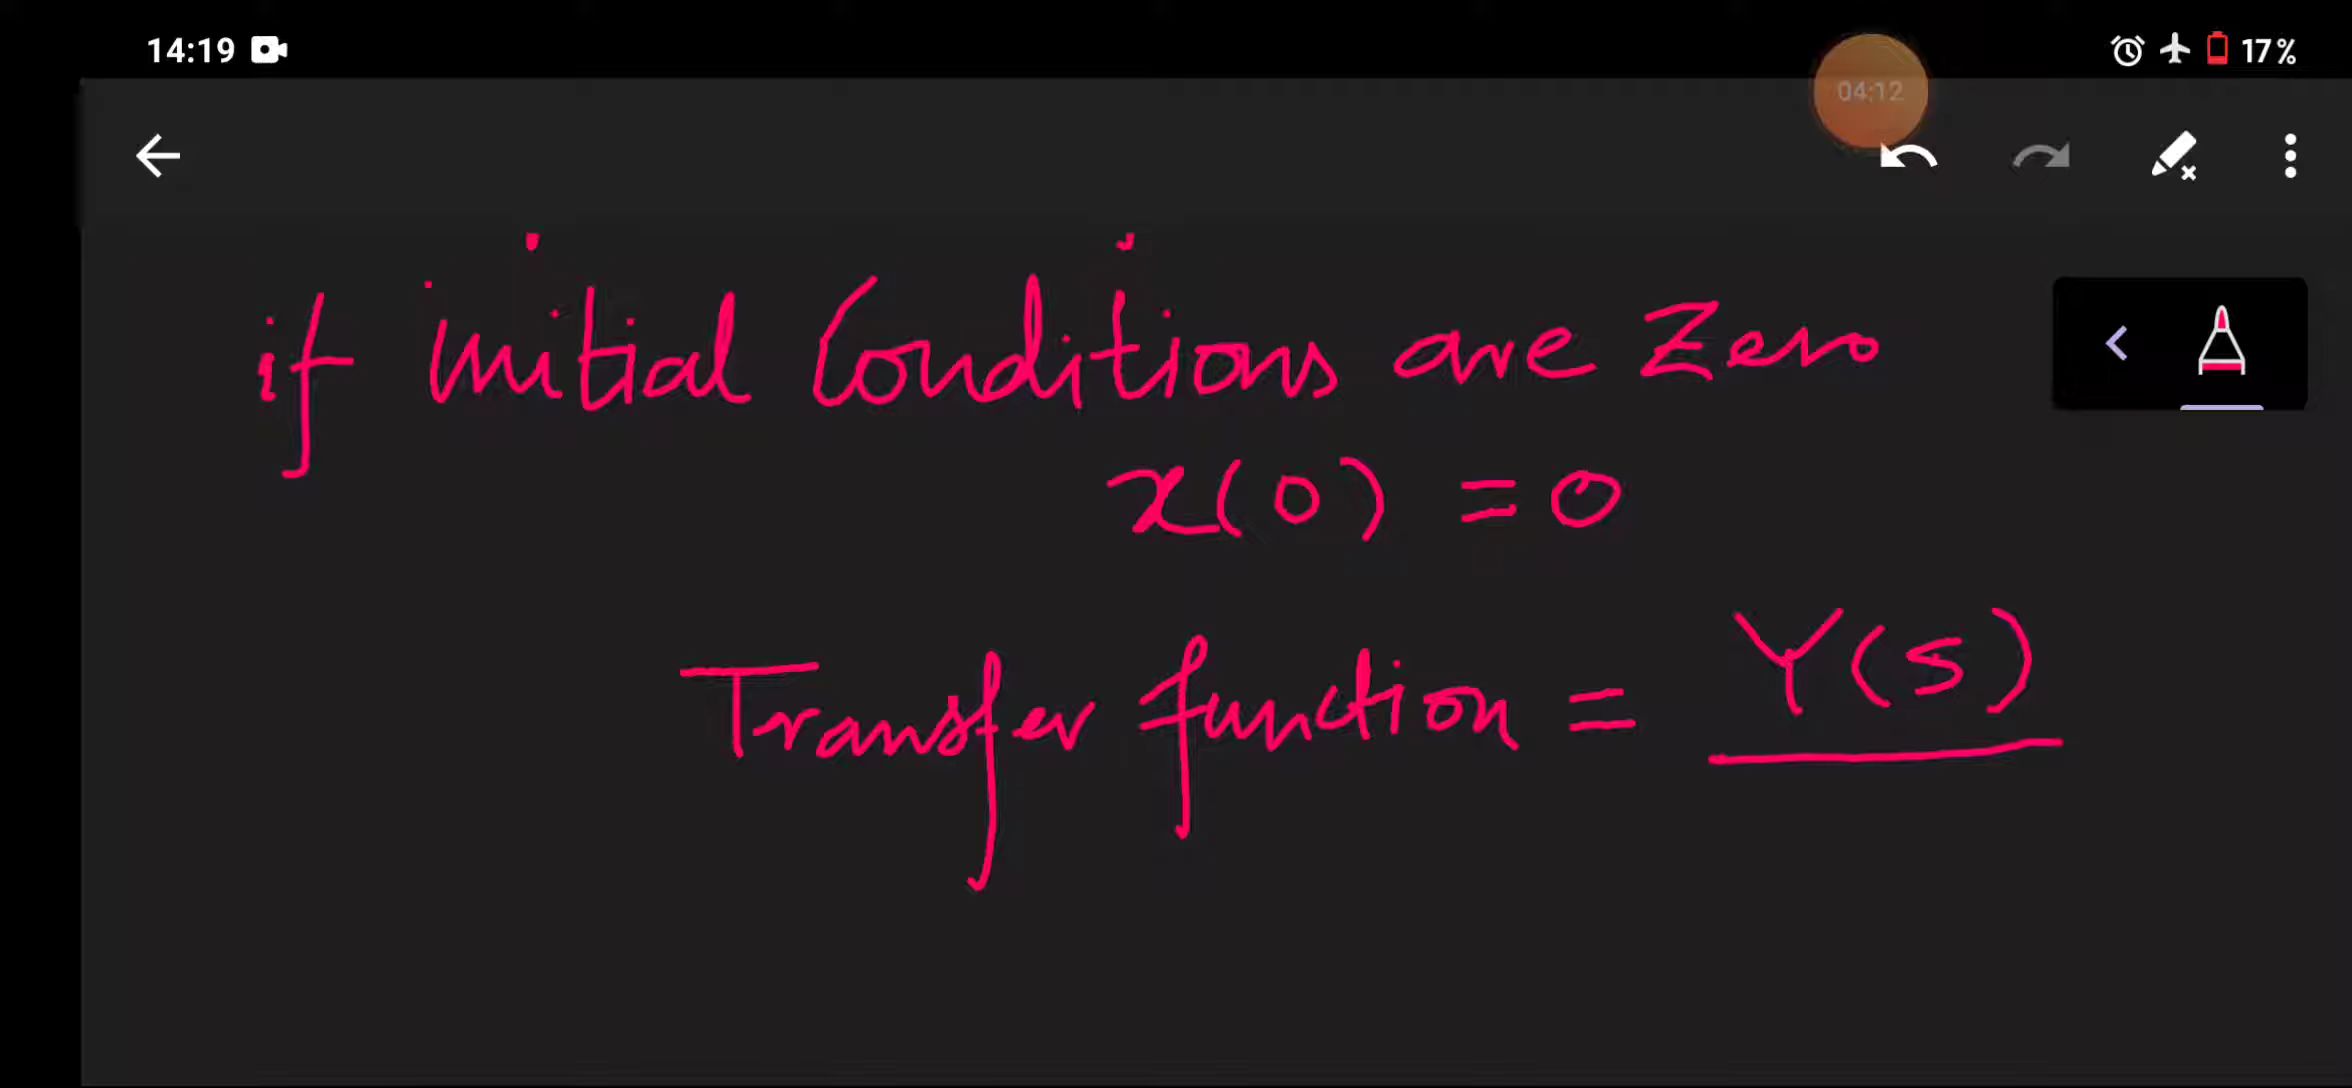 14:19
17%
04:12
if initial Conditions are Zero
x(0) = 0
Transfer function = Y(s)